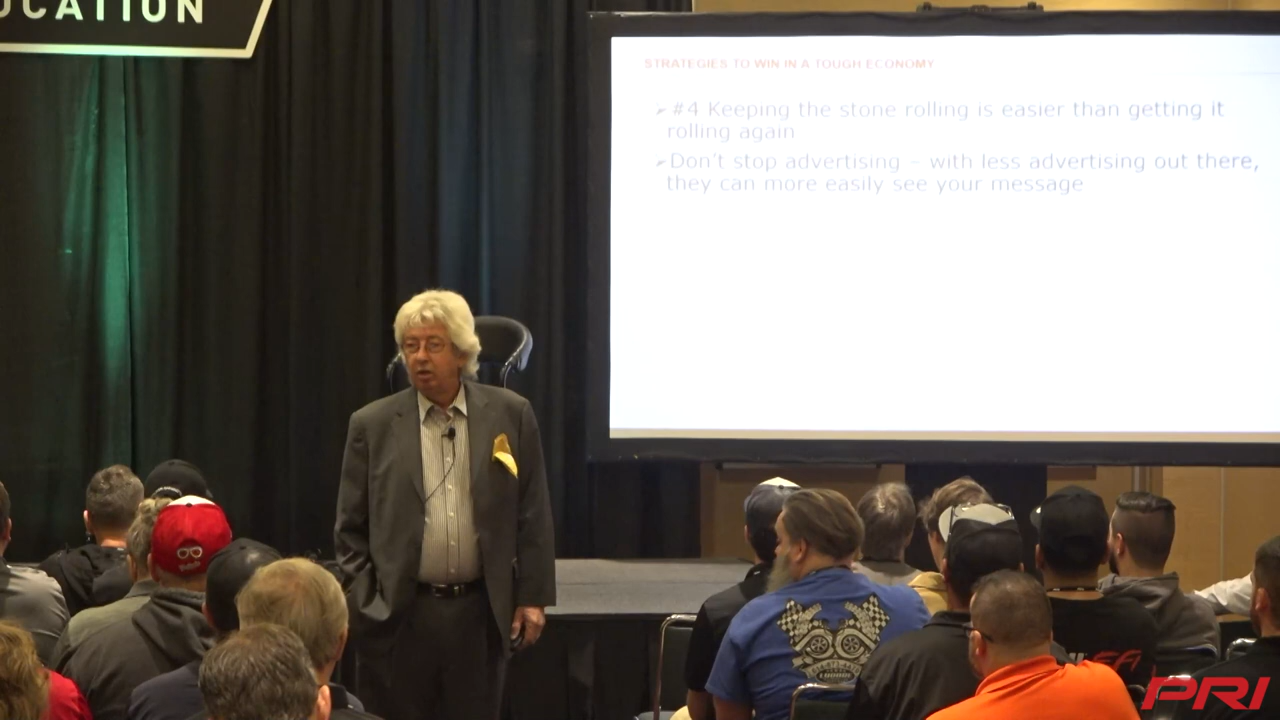 UCATION
STRATEGIES TO WIN IN A TOUGH ECONOMY
➢#4 Keeping the stone rolling is easier than getting it
rolling again
➢Don't stop advertising – with less advertising out there,
they can more easily see your message
PRI